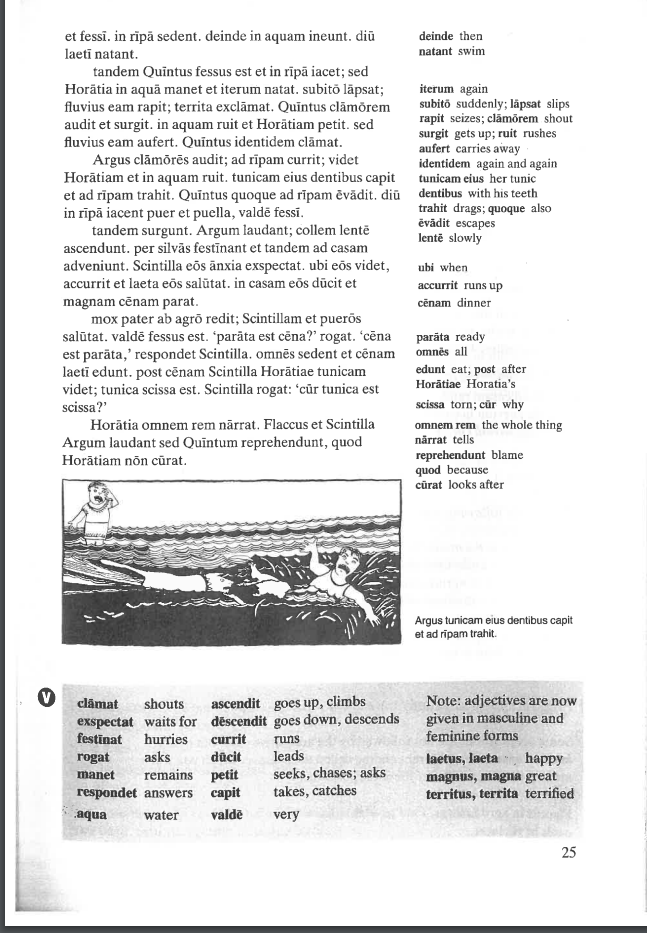 et fessī. in rīpā sedent. deinde in aquam ineunt. diū
laetī natant.
tandem Quīntus fessus est et in rīpā iacet; sed
Horātia in aquā manet et iterum natat. subitō lāpsat;
fluvius eam rapit; territa exclāmat. Quīntus clāmōrem
audit et surgit. in aquam ruit et Horātiam petit. sed
fluvius eam aufert. Quīntus identidem clāmat.
Argus clāmōrēs audit; ad rīpam currit; videt
Horātiam et in aquam ruit. tunicam eius dentibus capit
et ad rīpam trahit. Quīntus quoque ad rīpam ēvādit. diū
in rīpā iacent puer et puella, valdē fessī.
tandem surgunt. Argum laudant; collem lentē
ascendunt. per silvās festīnant et tandem ad casam
adveniunt. Scintilla eōs ānxia exspectat. ubi eōs videt,
accurrit et laeta eōs salūtat. in casam eōs dūcit et
magnam cēnam parat.
mox pater ab agrō redit; Scintillam et puerōs
salūtat. valdē fessus est. ‘parāta est cēna?’ rogat. ‘cēna
est parāta,’ respondet Scintilla. omnēs sedent et cēnam
laetī edunt. post cēnam Scintilla Horātiae tunicam
videt; tunica scissa est. Scintilla rogat: ‘cūr tunica est
scissa?’
Horātia omnem rem nārrat. Flaccus et Scintilla
Argum laudant sed Quīntum reprehendunt, quod
Horātiam nōn cūrat.
deinde then
natant swim
iterum again
subitō suddenly; lāpsat slips
rapit seizes; clāmōrem shout
surgit gets up; ruit rushes
aufert carries away
identidem again and again
tunicam eius her tunic
dentibus with his teeth
trahit drags; quoque also
ēvādit escapes
lentē slowly
ubi when
accurrit runs up
cēnam dinner
parāta ready
omnēs all
edunt eat; post after
Horātiae Horatia's
scissa torn; cūr why
omnem rem the whole thing
nārrat tells
reprehendunt blame
quod because
cūrat looks after
Argus tunicam eius dentibus capit
et ad rīpam trahit.
V
clāmat shouts ascendit goes up, climbs
exspectat waits for dēscendit goes down, descends
festīnat hurries currit runs
rogat asks dūcit leads
manet remains petit seeks, chases; asks
respondet answers capit takes, catches
aqua water valdē very
Note: adjectives are now
given in masculine and
feminine forms
laetus, laeta happy
magnus, magna great
territus, territa terrified
25